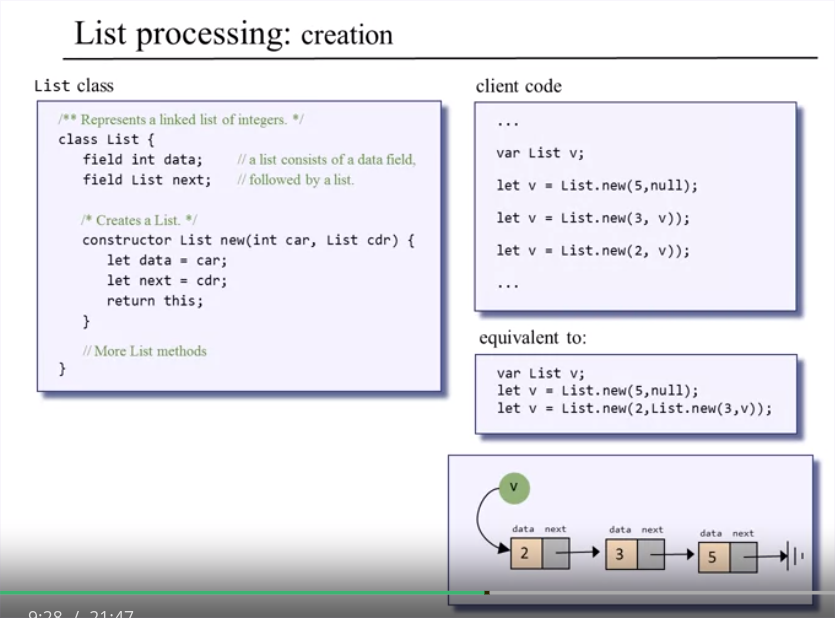 List processing: creation
List class
/** Represents a linked list of integers. */
class List {
field int data; // a list consists of a data field,
field List next; // followed by a list.
/* Creates a List. */
constructor List new(int car, List cdr) {
let data = car;
let next = cdr;
return this;
}
// More List methods
}
client code
...
var List v;
let v = List.new(5,null);
let v = List.new(3, v));
let v = List.new(2, v));
...
equivalent to:
var List v;
let v = List.new(5,null);
let v = List.new(2,List.new(3,v));
v
data next data next data next
2 3 5
9:28 / 21:47